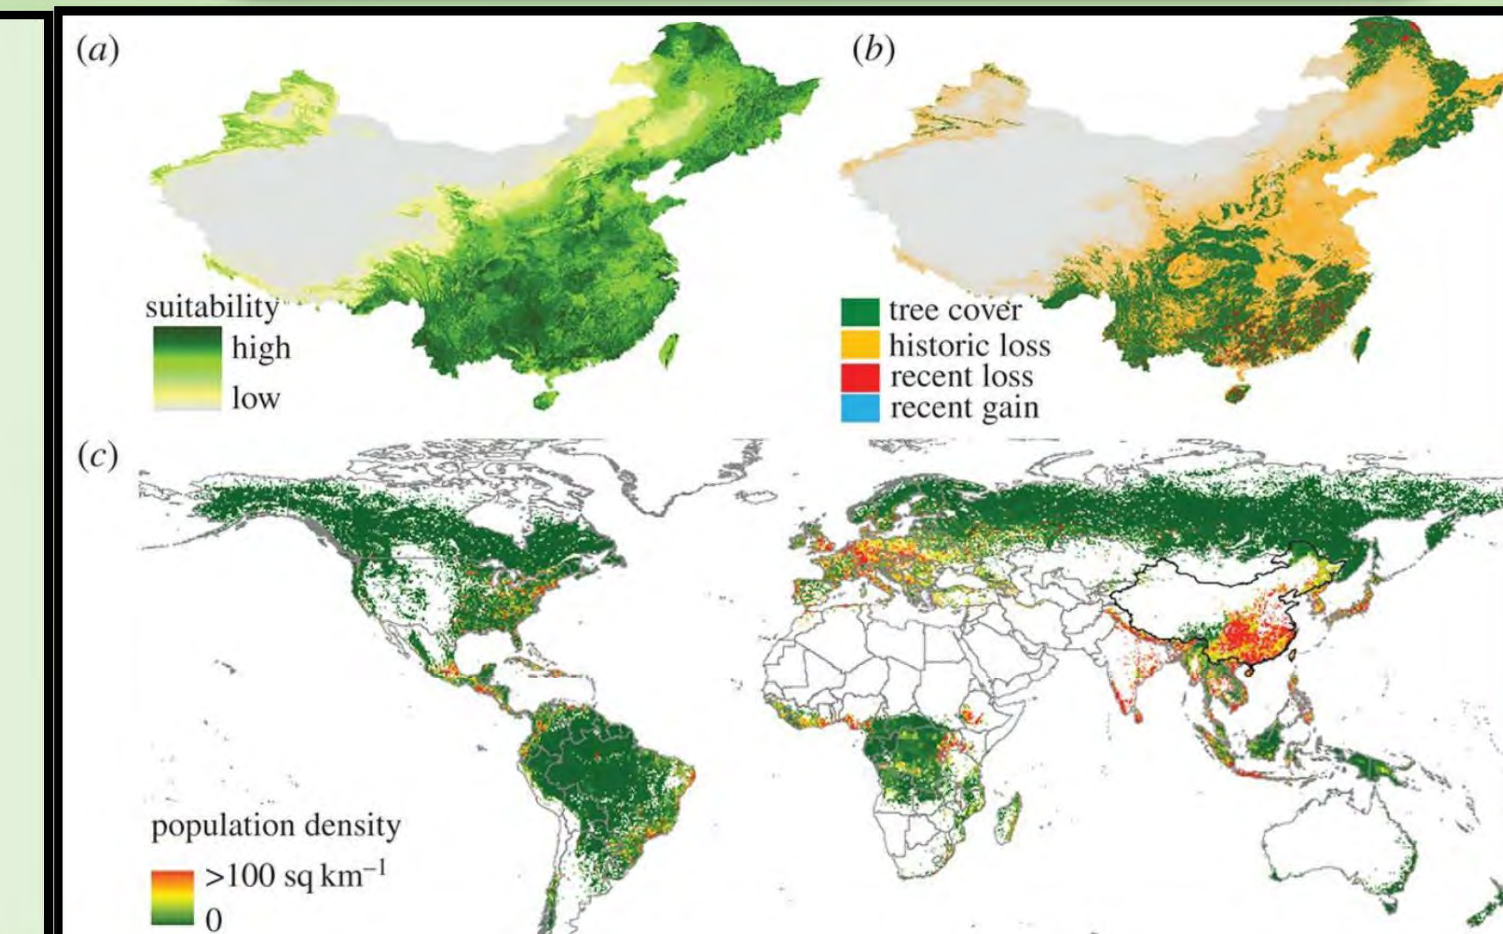 (a)
(b)
suitability
high
low
tree cover
historic loss
recent loss
recent gain
(c)
population density
>100 sq km⁻¹
0